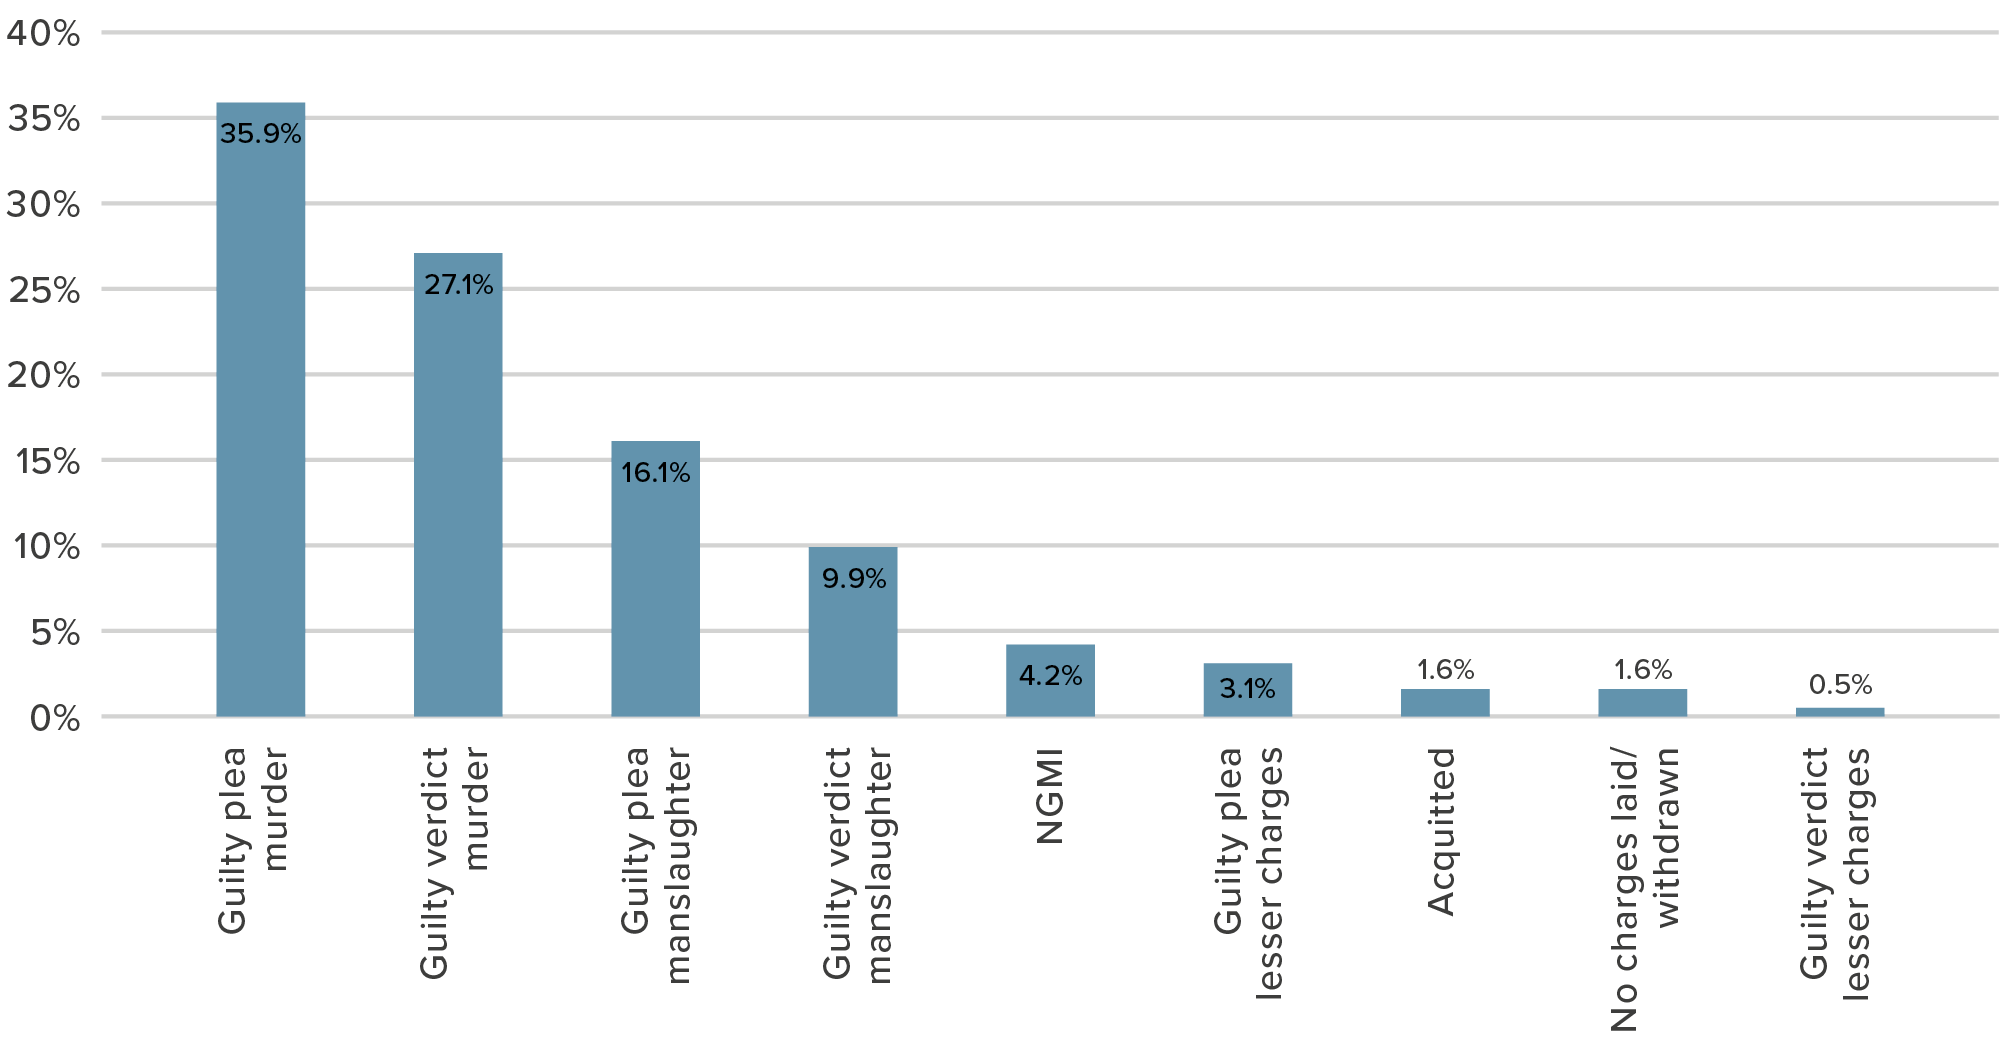 40%
35%
30%
25%
20%
15%
10%
5%
0%
35.9%
27.1%
16.1%
9.9%
4.2%
3.1%
1.6%
1.6%
0.5%
Guilty plea
murder
Guilty verdict
murder
Guilty plea
manslaughter
Guilty verdict
manslaughter
NGMI
Guilty plea
lesser charges
Acquitted
No charges laid/
withdrawn
Guilty verdict
lesser charges